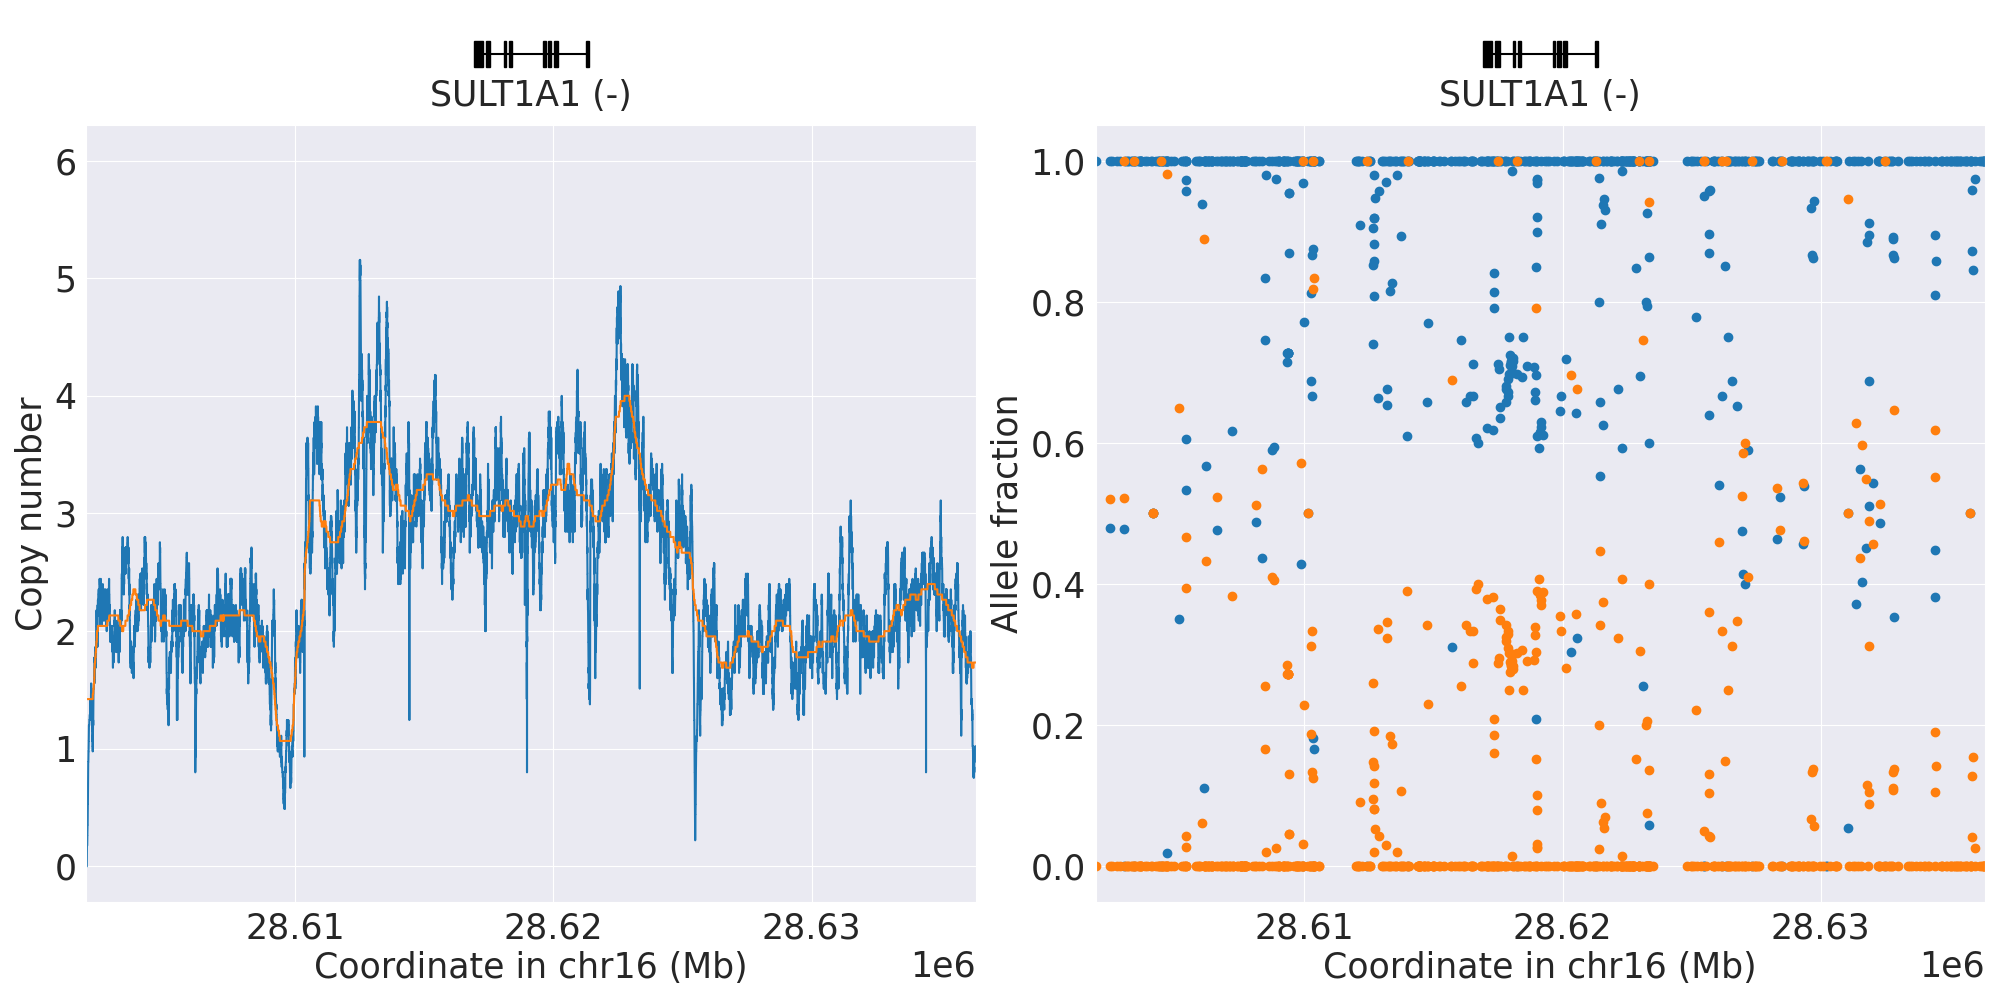 SULT1A1 (-)
Copy number
6
5
4
3
2
1
0
28.61
28.62
28.63
Coordinate in chr16 (Mb)
1e6
SULT1A1 (-)
Allele fraction
1.0
0.8
0.6
0.4
0.2
0.0
28.61
28.62
28.63
Coordinate in chr16 (Mb)
1e6